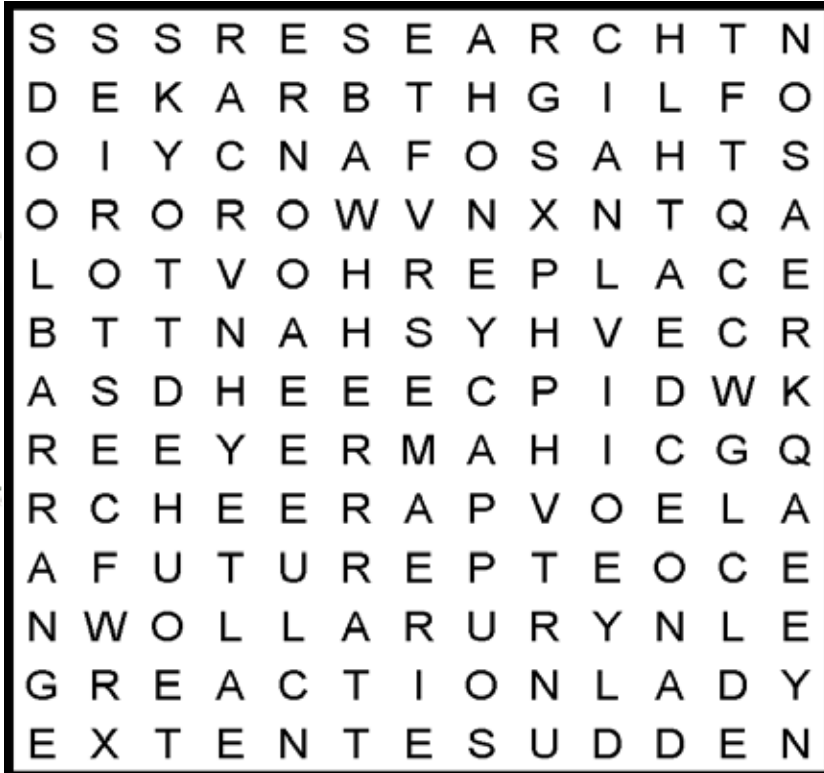 S S S R E S E A R C H T N
D E K A R B T H G I L F O
O I Y C N A F O S A H T S
O R O R O W V N X N T Q A
L O T V O H R E P L A C E
B T T N A H S Y H V E C R
A S D H E E E C P I D W K
R E E Y E R M A H I C G Q
R C H E E R A P V O E L A
A F U T U R E P T E O C E
N W O L L A R U R Y N L E
G R E A C T I O N L A D Y
E X T E N T E S U D D E N